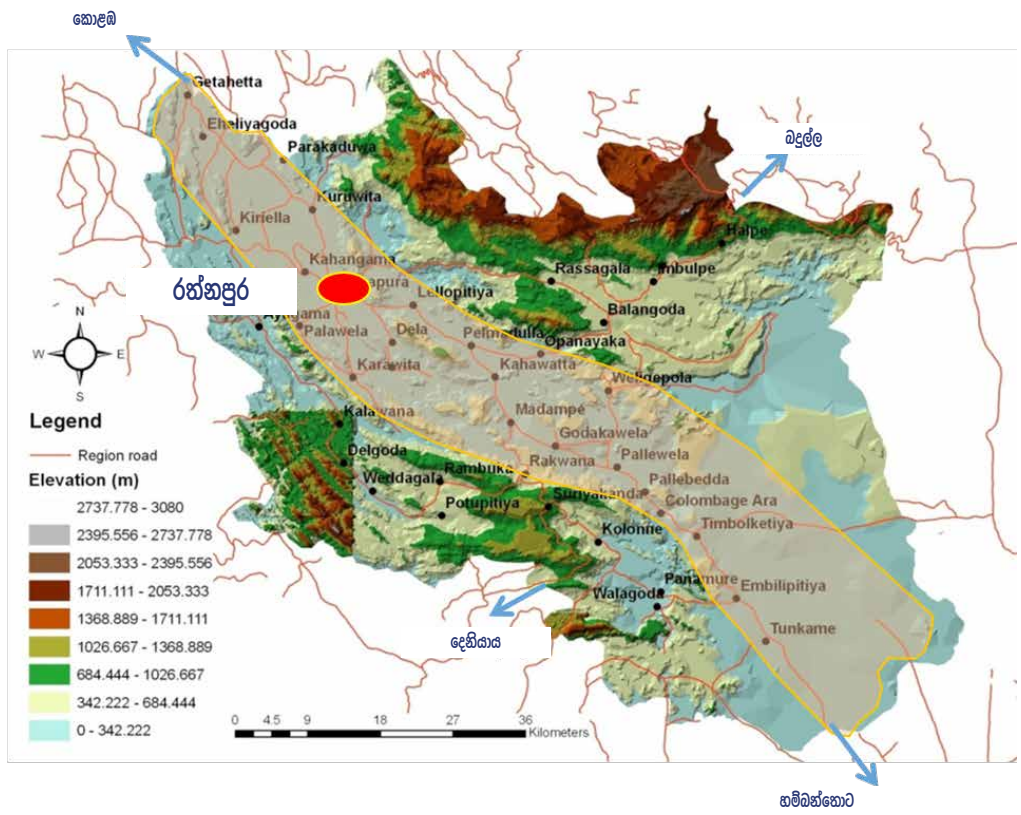 කොළඹ
Getahetta
Eheliyagoda
Parakaduwa
බදුල්ල
Kuruwita
Kiriella
Halpe
Kahangama
Rassagala
Imbulpe
රත්නපුර
apura
Lellopitiya
Balangoda
N
W
E
S
Palawela
Dela
Pelmadulla
Opanayaka
Karawita
Kahawatta
Weligepola
Legend
Kalawana
Madampe
Region road
Godakawela
Delgoda
Rambuka
Rakwana
Pallewela
Elevation (m)
Weddagala
Pallebedda
2737.778 - 3080
Potupitiya
Suriyakanda
Colombage Ara
2395.556 - 2737.778
Kolonne
Timbolketiya
2053.333 - 2395.556
1711.111 - 2053.333
Panamure
Embilipitiya
1368.889 - 1711.111
Walagoda
1026.667 - 1368.889
දෙනියාය
Tunkame
684.444 - 1026.667
342.222 - 684.444
0 - 342.222
0 4.5 9 18 27 36
Kilometers
හම්බන්තොට